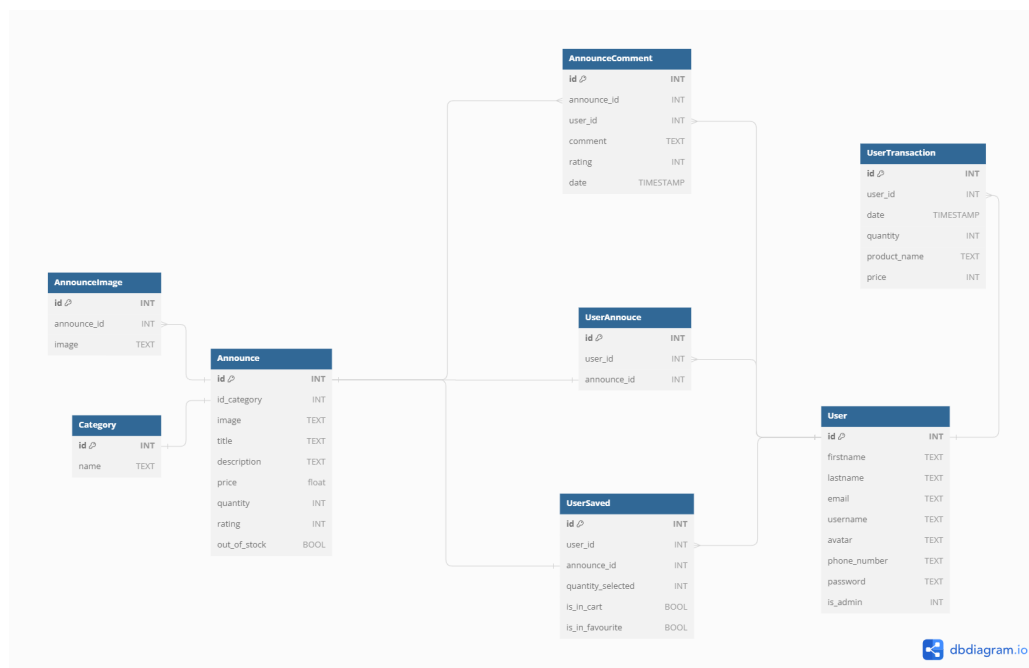 AnnounceComment
id INT
announce_id INT
user_id INT
comment TEXT
rating INT
date TIMESTAMP
UserTransaction
id INT
user_id INT
date TIMESTAMP
quantity INT
product_name TEXT
price INT
AnnounceImage
id INT
announce_id INT
image TEXT
UserAnnouce
id INT
user_id INT
announce_id INT
Announce
id INT
id_category INT
image TEXT
title TEXT
description TEXT
price float
quantity INT
rating INT
out_of_stock BOOL
Category
id INT
name TEXT
User
id INT
firstname TEXT
lastname TEXT
email TEXT
username TEXT
avatar TEXT
phone_number TEXT
password TEXT
is_admin INT
UserSaved
id INT
user_id INT
announce_id INT
quantity_selected INT
is_in_cart BOOL
is_in_favourite BOOL
dbdiagram.io